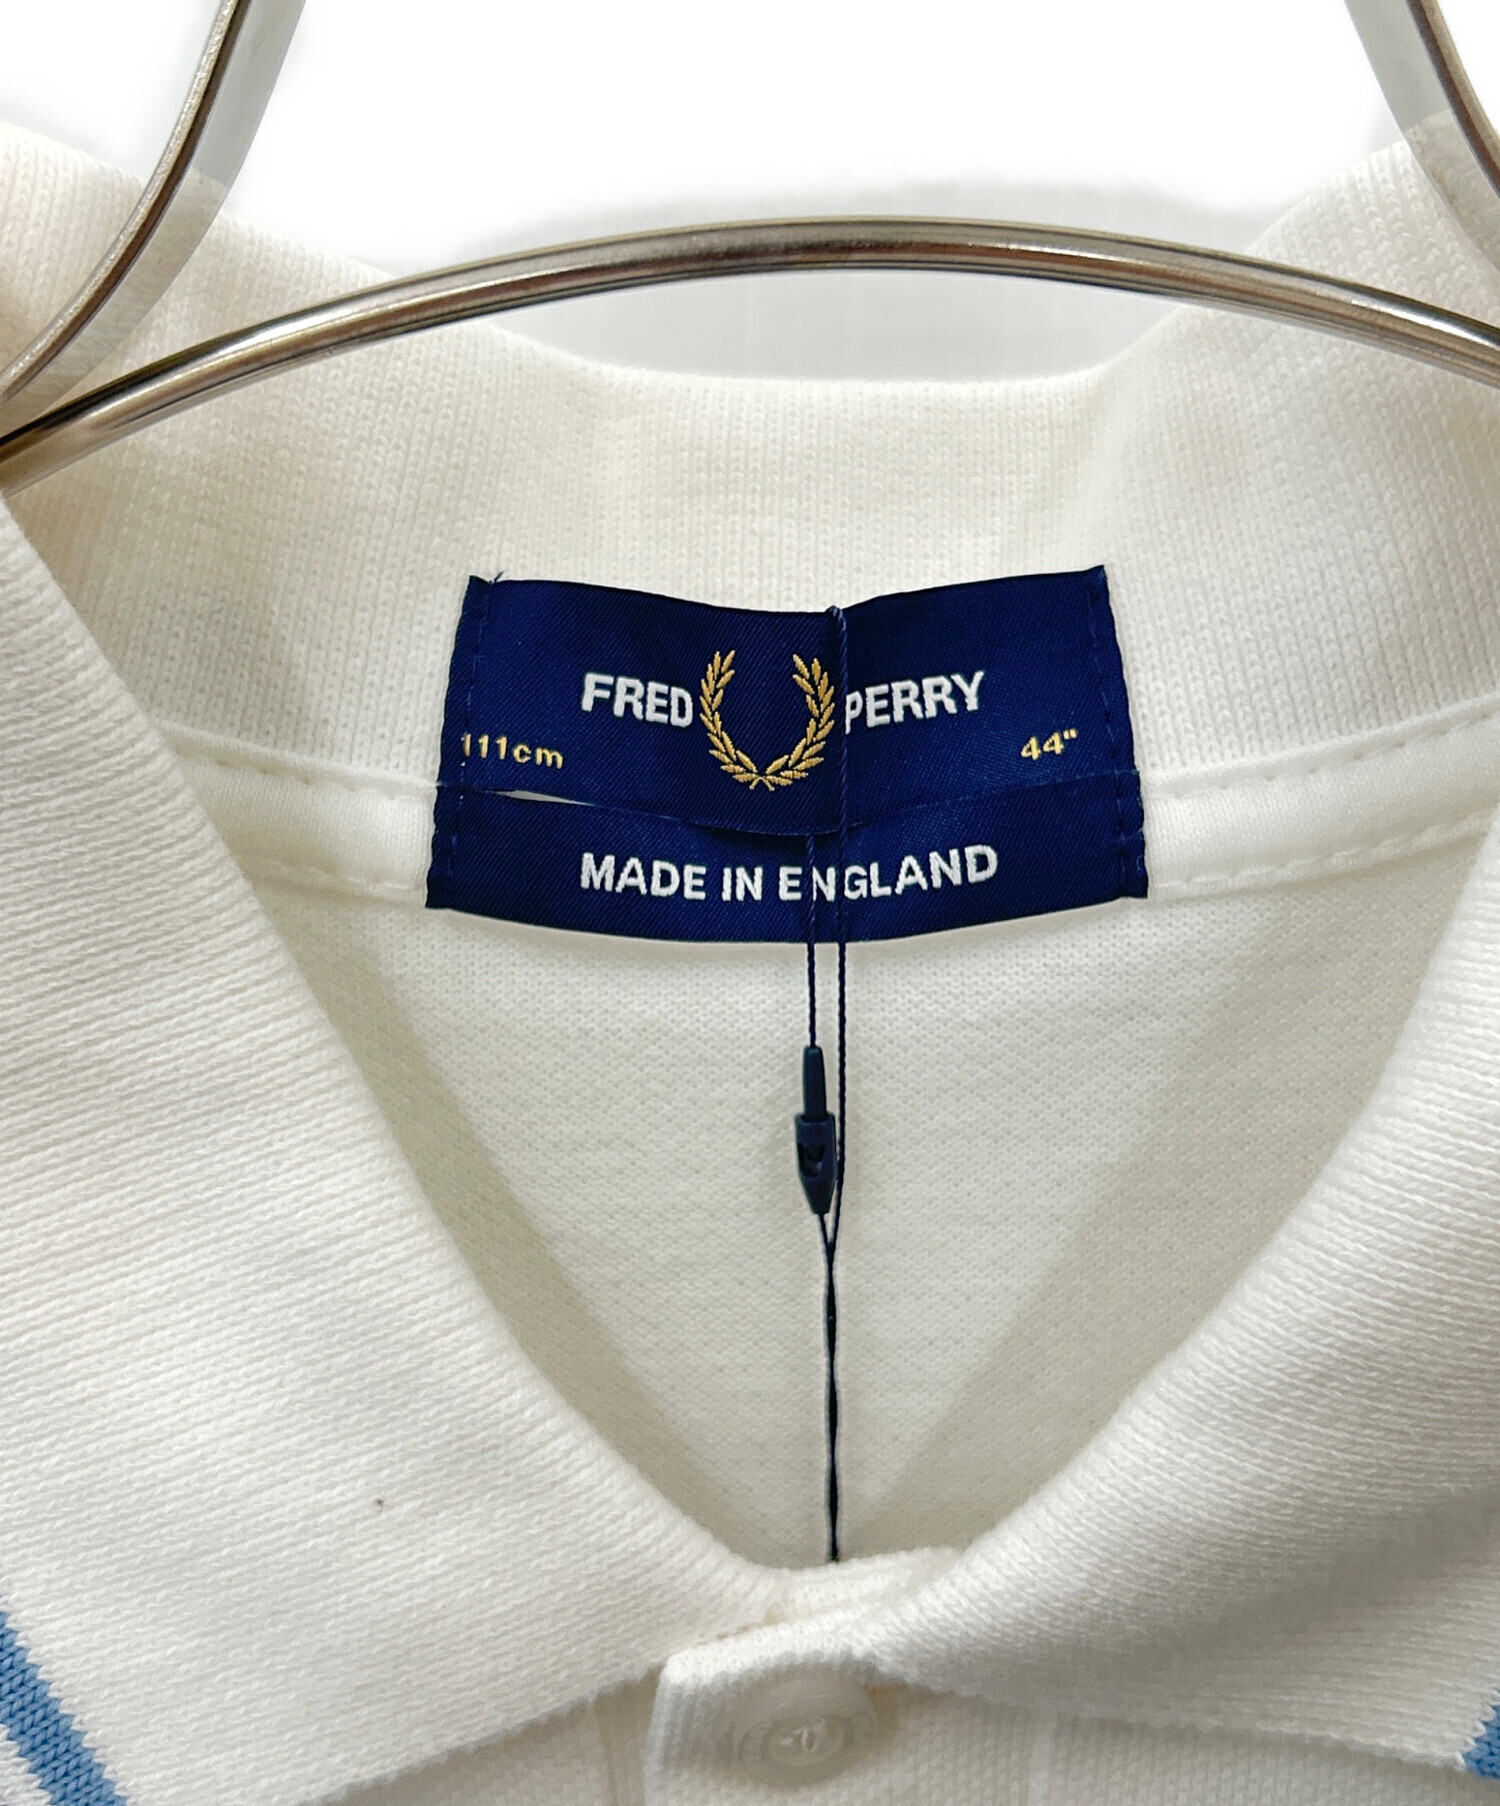 FRED PERRY
111cm 44"
MADE IN ENGLAND